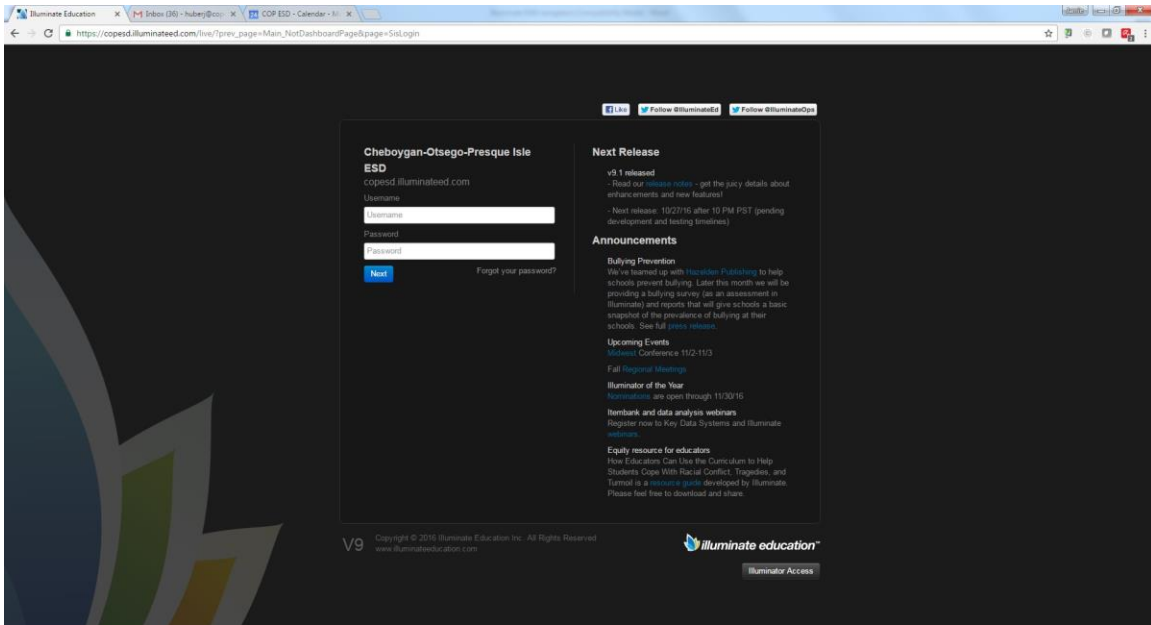 Illuminate Education
Inbox (36) - huberj@cop
COP ESD - Calendar - M
https://copesd.illuminateed.com/live/?prev_page=Main_NotDashboardPage&page=SisLogin
Like
Follow @IlluminateEd
Follow @IlluminateOps
Cheboygan-Otsego-Presque Isle
ESD
copesd.illuminateed.com
Username
Username
Password
Password
Next
Forgot your password?
Next Release
v9.1 released
- Read our release notes - get the juicy details about
enhancements and new features!
- Next release: 10/27/16 after 10 PM PST (pending
development and testing timelines)
Announcements
Bullying Prevention
We've teamed up with Hazelden Publishing to help
schools prevent bullying. Later this month we will be
providing a bullying survey (as an assessment in
Illuminate) and reports that will give schools a basic
snapshot of the prevalence of bullying at their
schools. See full press release.
Upcoming Events
Midwest Conference 11/2-11/3
Fall Regional Meetings
Illuminator of the Year
Nominations are open through 11/30/16
Itembank and data analysis webinars
Register now to Key Data Systems and Illuminate
webinars.
Equity resource for educators
How Educators Can Use the Curriculum to Help
Students Cope With Racial Conflict, Tragedies, and
Turmoil is a resource guide developed by Illuminate.
Please feel free to download and share.
V9
Copyright © 2016 Illuminate Education Inc. All Rights Reserved
www.illuminateeducation.com
illuminate education™
Illuminator Access